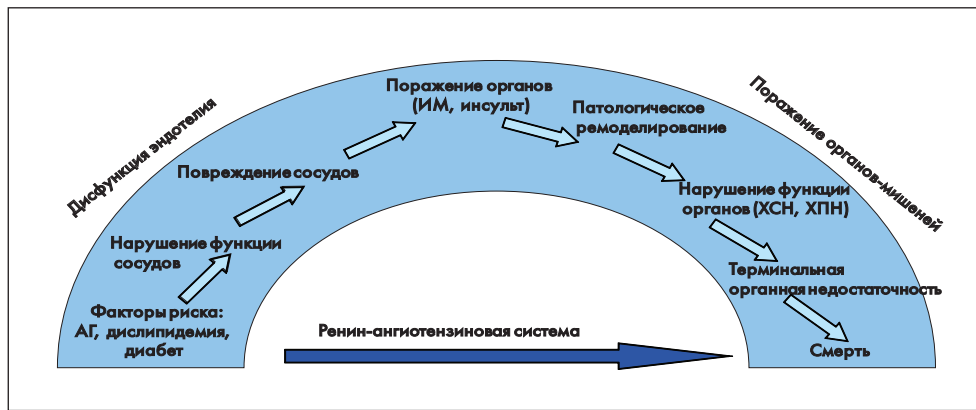 Дисфункция эндотелия
Факторы риска:
АГ, дислипидемия,
диабет
Нарушение функции
сосудов
Повреждение сосудов
Поражение органов
(ИМ, инсульт)
Патологическое
ремоделирование
Поражение органов-мишеней
Нарушение функции
органов (ХСН, ХПН)
Терминальная
органная недостаточность
Смерть
Ренин-ангиотензиновая система